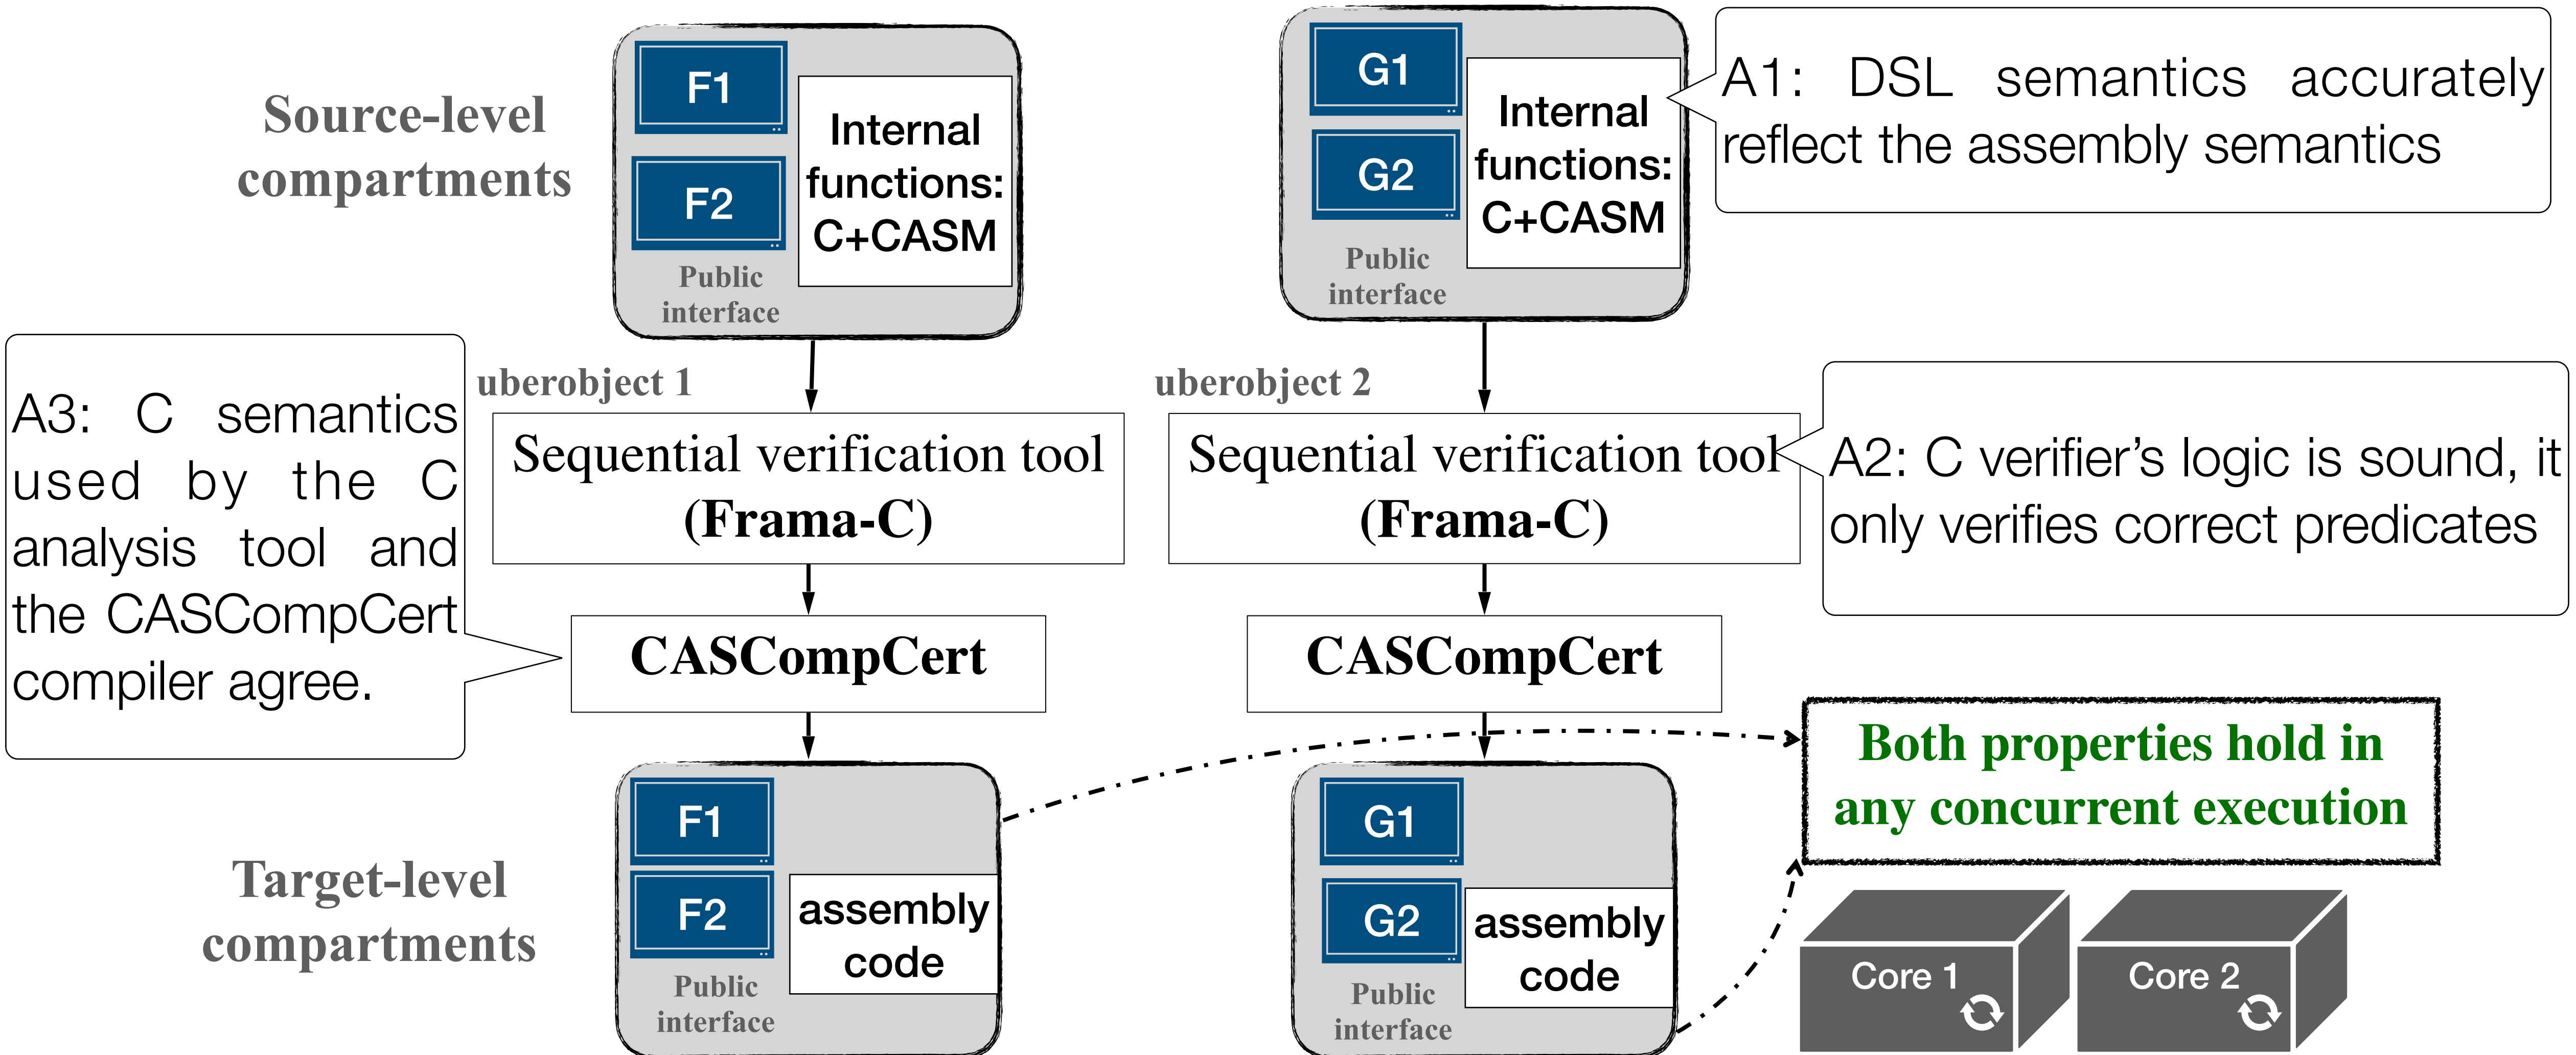 Source-level
compartments
F1
F2
Public
interface
Internal
functions:
C+CASM
G1
G2
Public
interface
Internal
functions:
C+CASM
A1: DSL semantics accurately
reflect the assembly semantics
A3: C semantics
used by the C
analysis tool and
the CASCompCert
compiler agree.
uberobject 1
Sequential verification tool
(Frama-C)
uberobject 2
Sequential verification tool
(Frama-C)
A2: C verifier’s logic is sound, it
only verifies correct predicates
CASCompCert
CASCompCert
Both properties hold in
any concurrent execution
Target-level
compartments
F1
F2
Public
interface
assembly
code
G1
G2
Public
interface
assembly
code
Core 1
Core 2